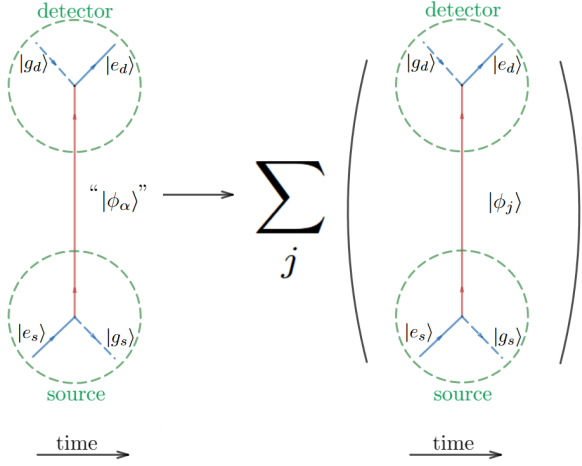 detector
|g_d⟩ |e_d⟩
“|ϕ_α⟩”
|e_s⟩ |g_s⟩
source
time
∑
j
detector
|g_d⟩ |e_d⟩
|ϕ_j⟩
|e_s⟩ |g_s⟩
source
time